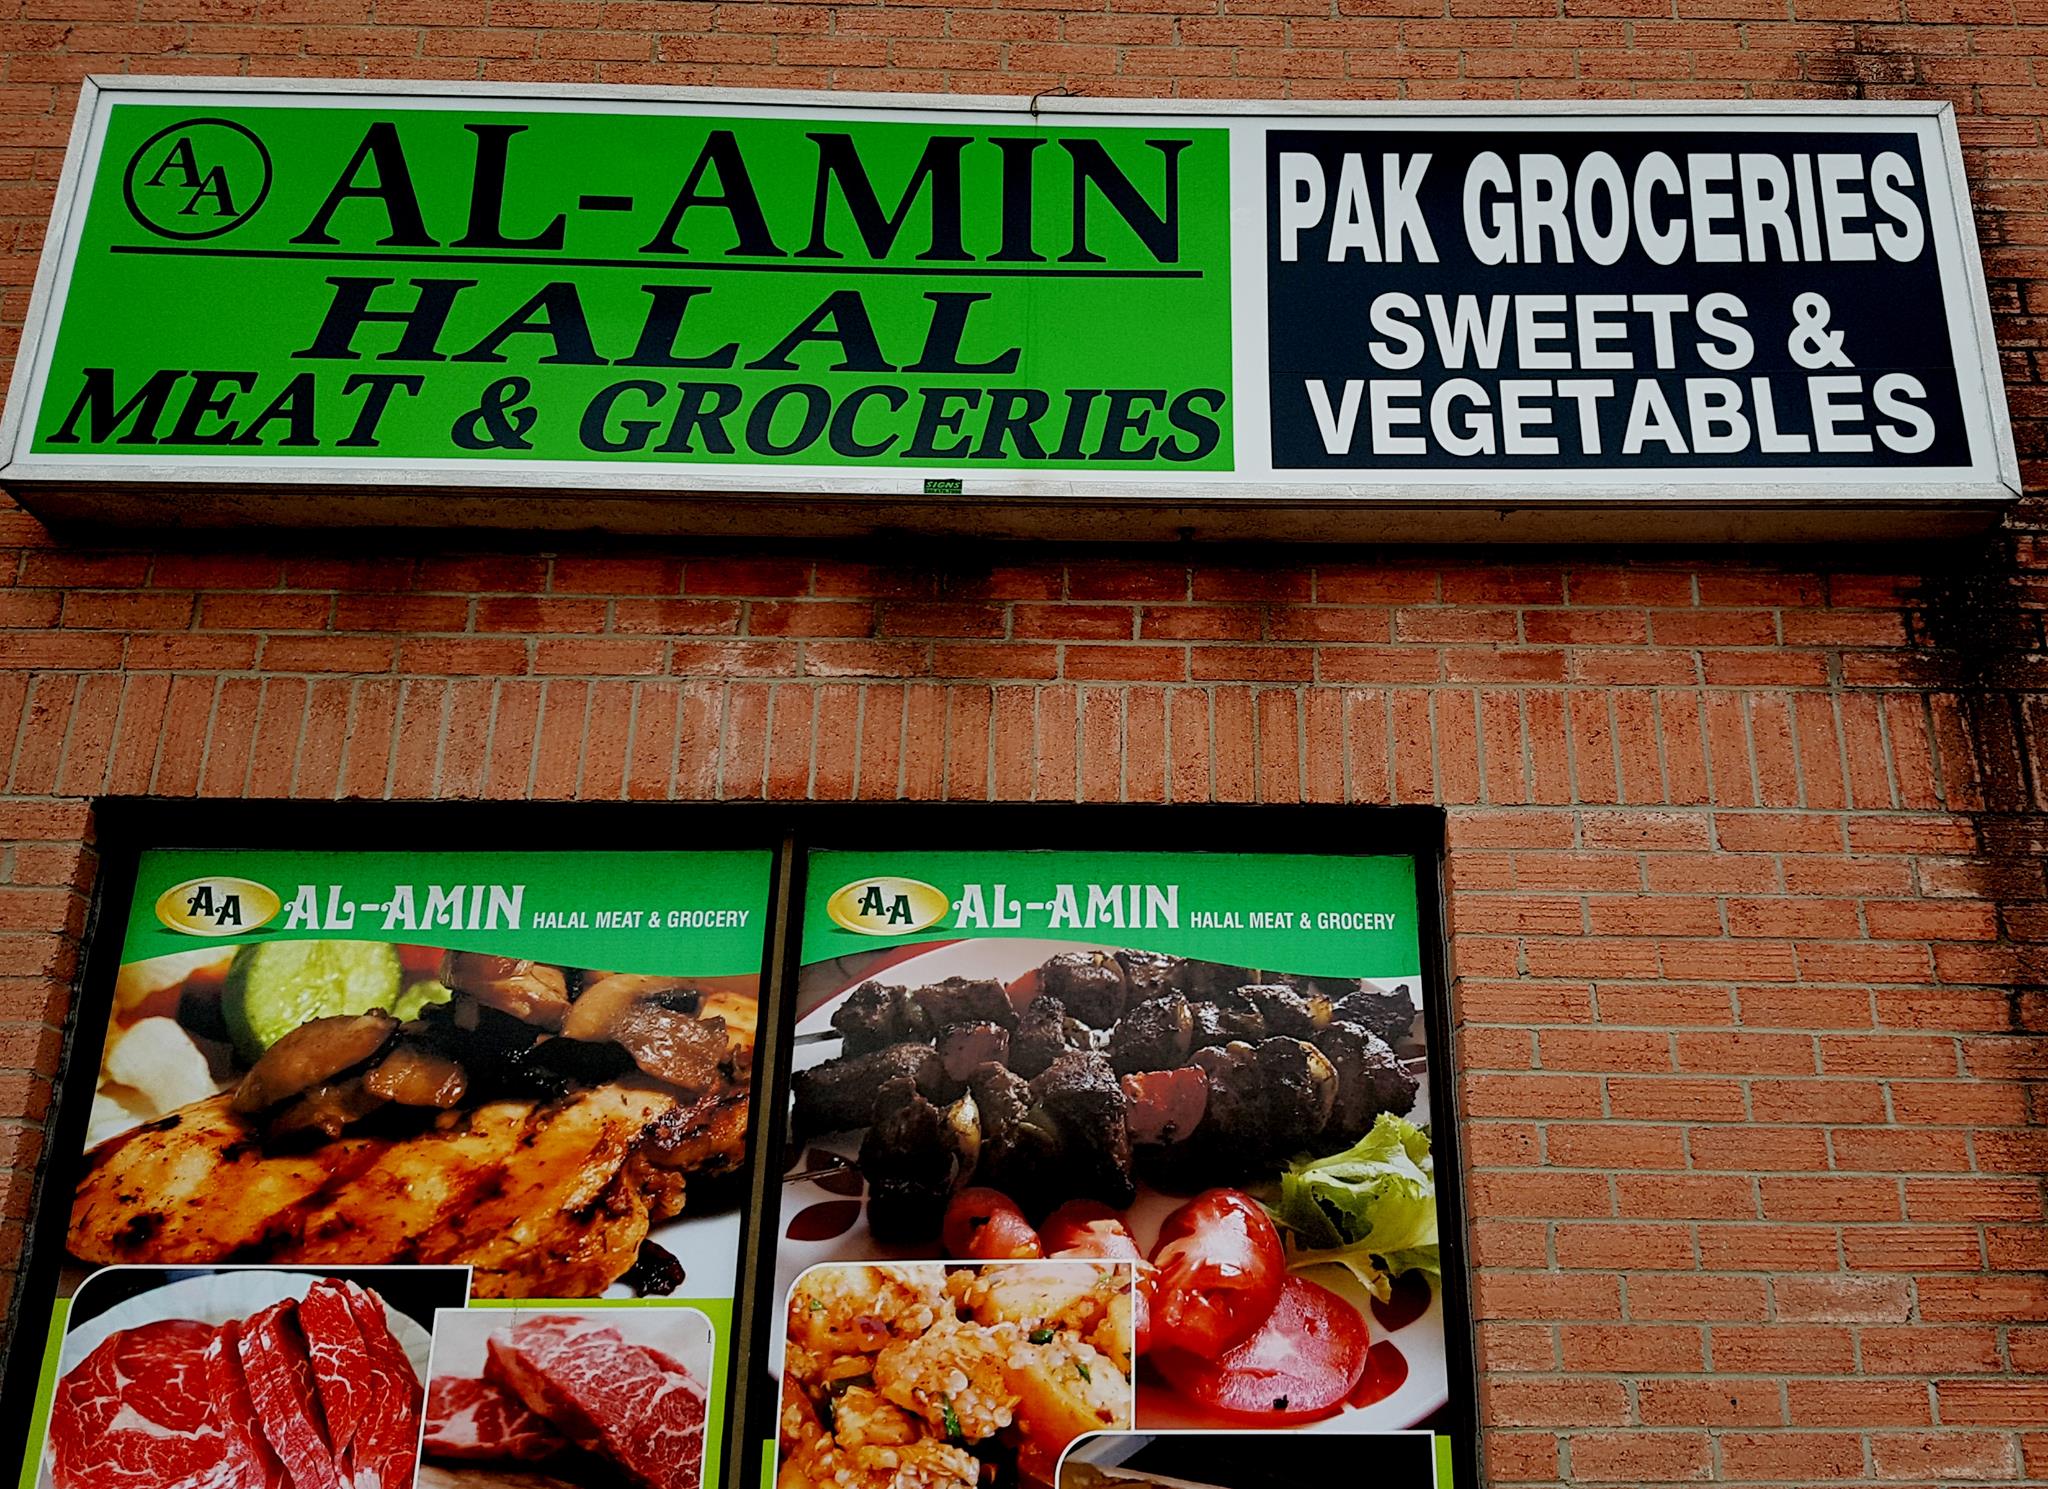 AA AL-AMIN
HALAL
MEAT & GROCERIES
PAK GROCERIES
SWEETS &
VEGETABLES
SIGNS
AA AL-AMIN HALAL MEAT & GROCERY
AA AL-AMIN HALAL MEAT & GROCERY